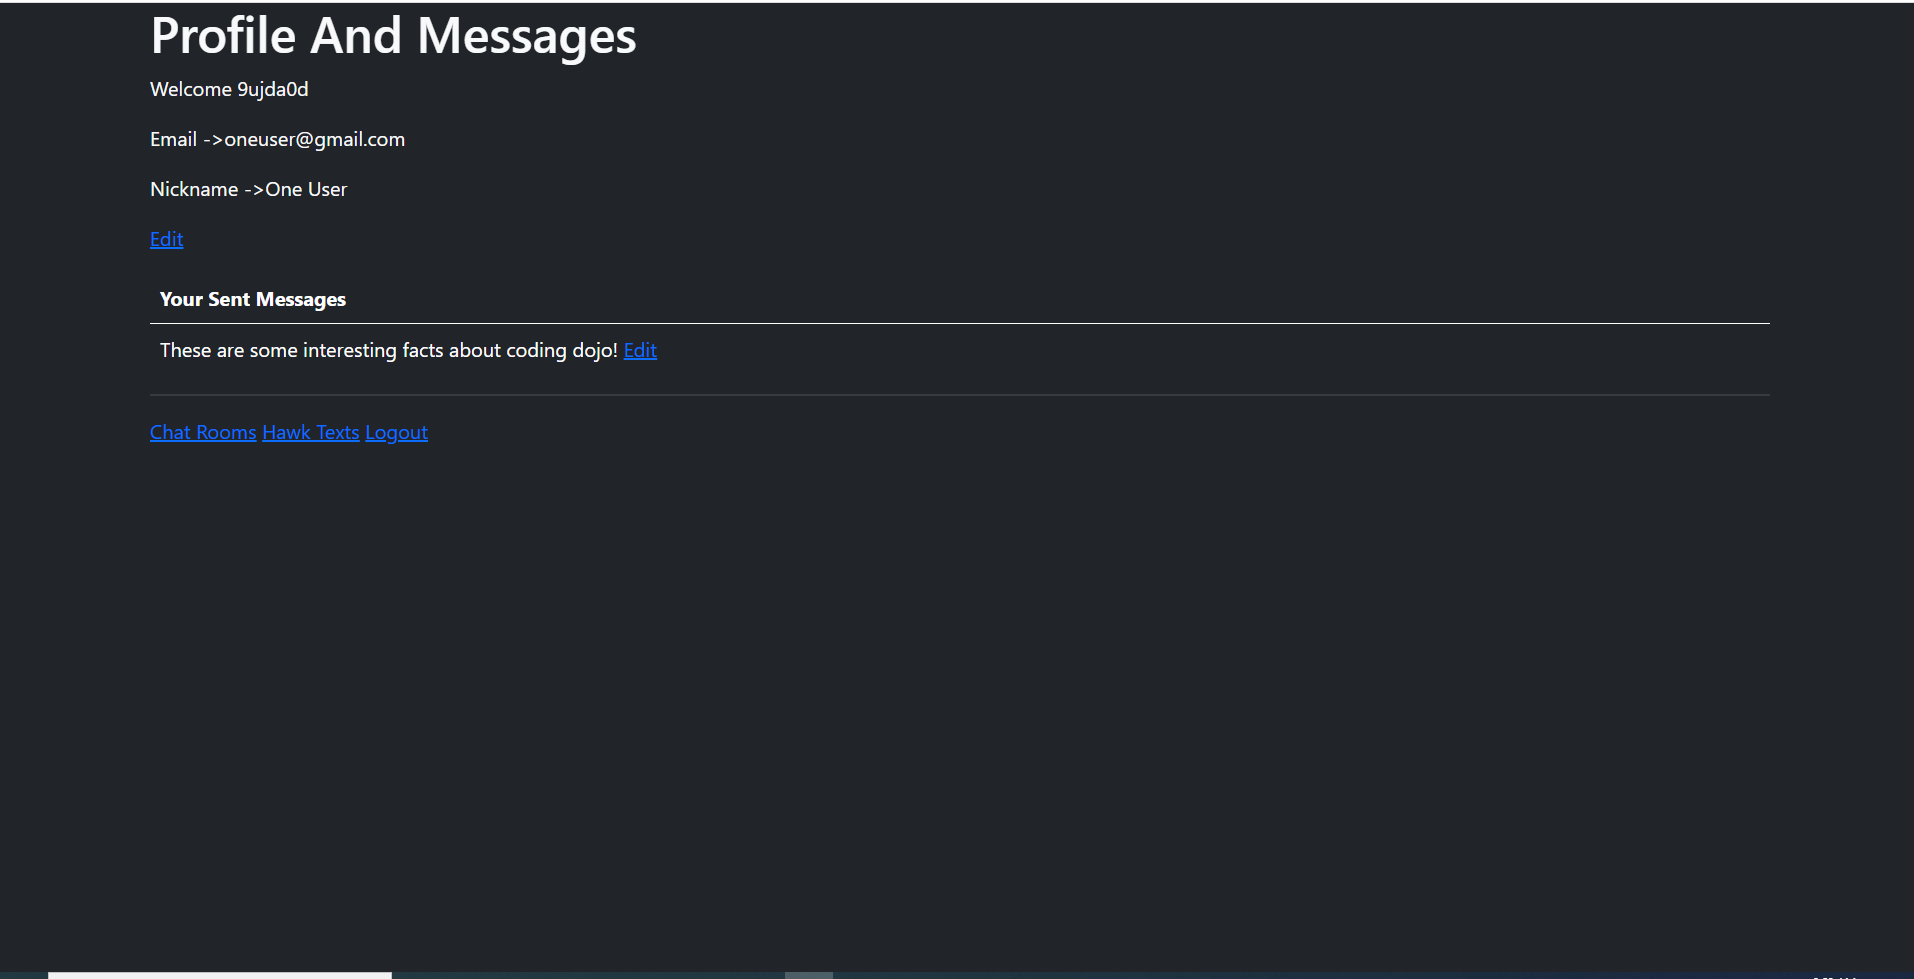 Profile And Messages
Welcome 9ujda0d
Email ->oneuser@gmail.com
Nickname ->One User
Edit
Your Sent Messages
These are some interesting facts about coding dojo! Edit
Chat Rooms Hawk Texts Logout